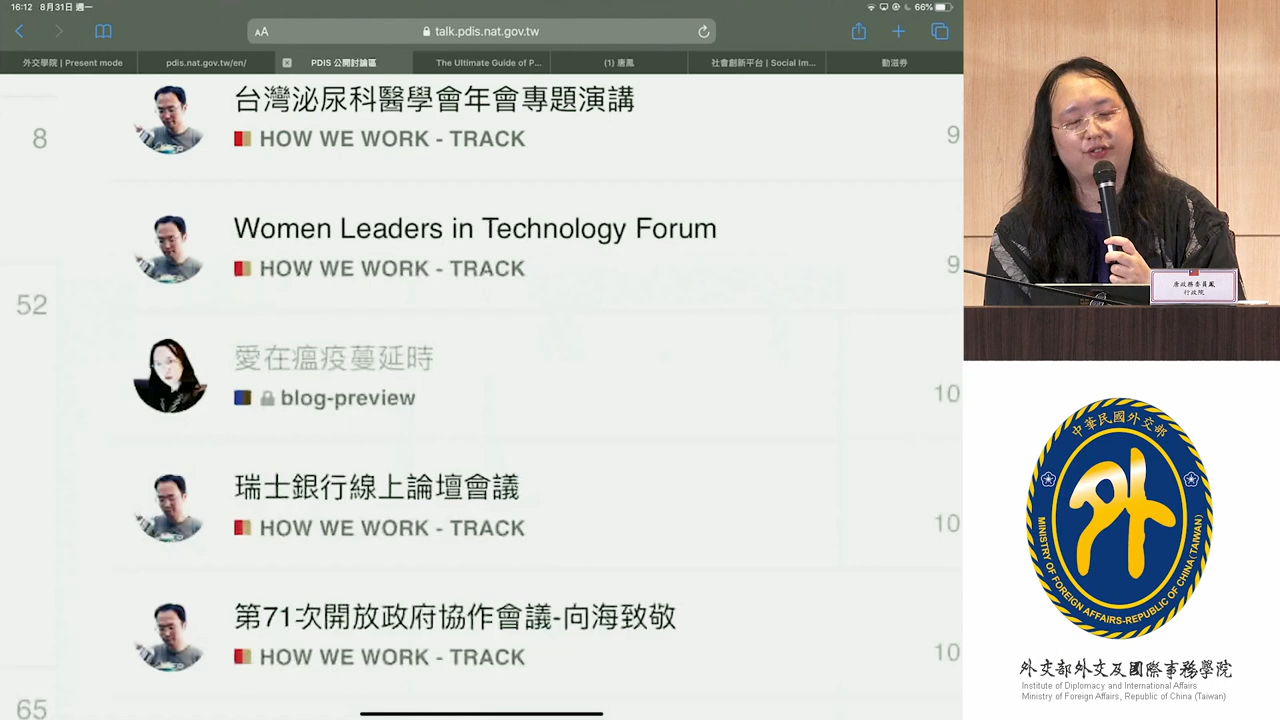 16:12 8月31日 週一
66%
AA
talk.pdis.nat.gov.tw
外交學院 | Present mode
pdis.nat.gov.tw/en/
PDIS 公開討論區
The Ultimate Guide of P...
(1) 唐鳳
社會創新平台 | Social Im...
動滋券
8
台灣泌尿科醫學會年會專題演講
HOW WE WORK - TRACK
9
Women Leaders in Technology Forum
HOW WE WORK - TRACK
9
52
愛在瘟疫蔓延時
blog-preview
10
瑞士銀行線上論壇會議
HOW WE WORK - TRACK
10
第71次開放政府協作會議-向海致敬
HOW WE WORK - TRACK
10
65
唐政務委員鳳
行政院
中華民國外交部
外
MINISTRY OF FOREIGN AFFAIRS-REPUBLIC OF CHINA(TAIWAN)
外交部外交及國際事務學院
Institute of Diplomacy and International Affairs
Ministry of Foreign Affairs, Republic of China (Taiwan)